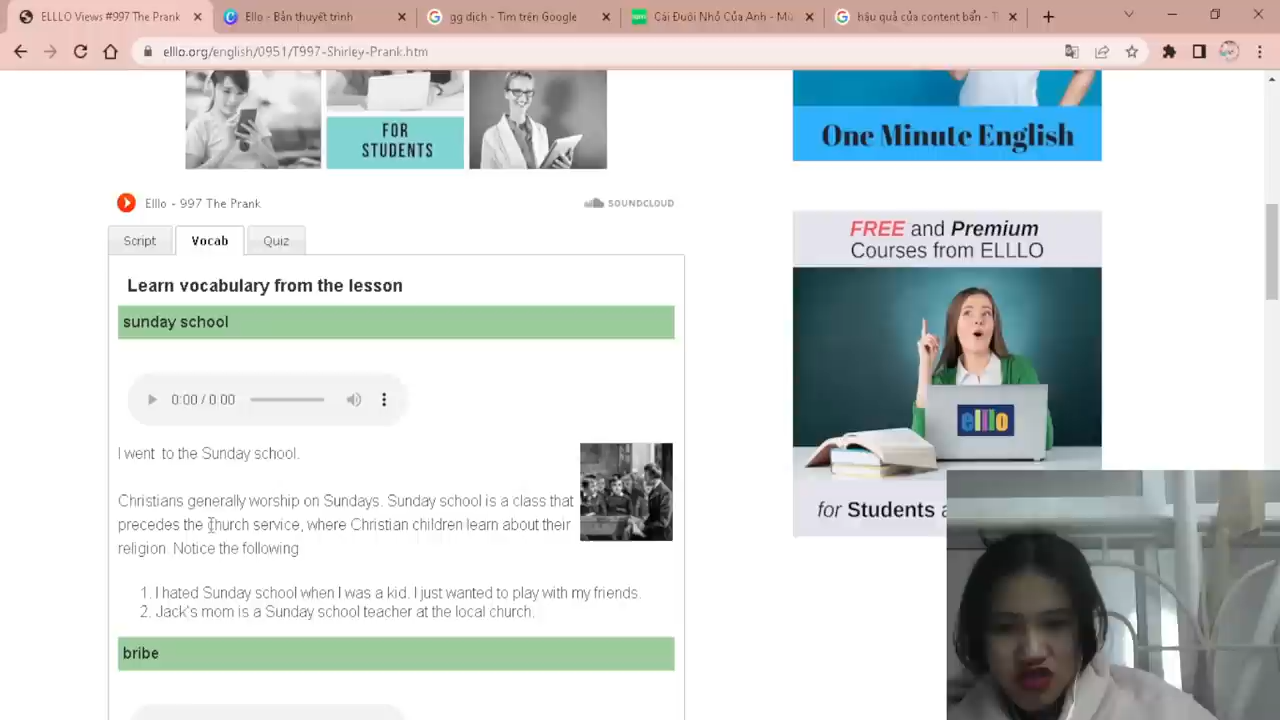 ELLLO Views #997 The Prank
Ello - Bản thuyết trình
gg dịch - Tìm trên Google
Cái Đuôi Nhỏ Của Anh - Mù
hậu quả của content bẩn - T
elllo.org/english/0951/T997-Shirley-Prank.htm
FOR
STUDENTS
One Minute English
Elllo - 997 The Prank
SOUNDCLOUD
Script
Vocab
Quiz
Learn vocabulary from the lesson
sunday school
0:00 / 0:00
I went to the Sunday school.
Christians generally worship on Sundays. Sunday school is a class that
precedes the church service, where Christian children learn about their
religion. Notice the following
1. I hated Sunday school when I was a kid. I just wanted to play with my friends.
2. Jack's mom is a Sunday school teacher at the local church.
bribe
FREE and Premium
Courses from ELLLO
elllo
for Students